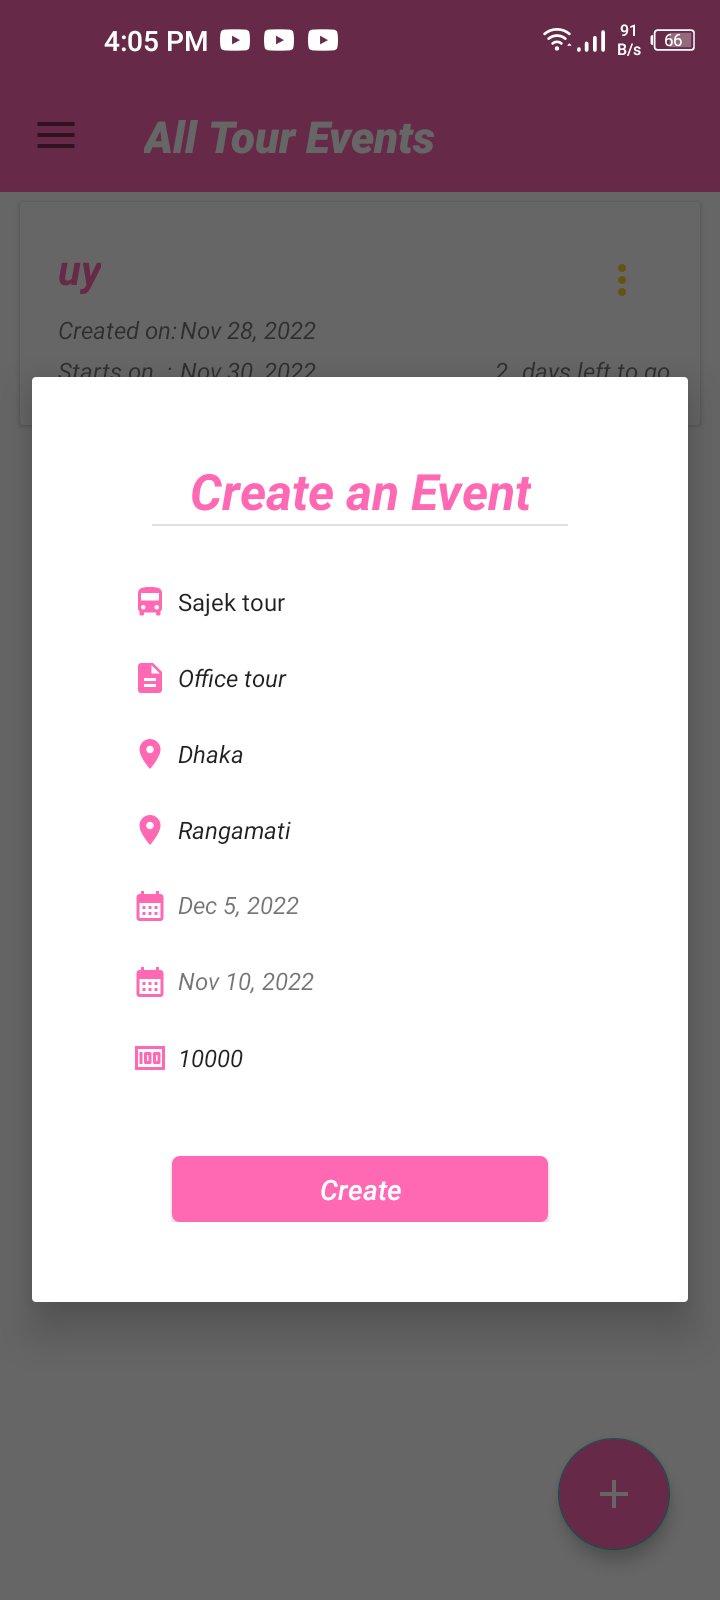 4:05 PM 91 B/s 66
All Tour Events
uy
Created on: Nov 28, 2022
Starts on : Nov 30, 2022 2 days left to go
Create an Event
Sajek tour
Office tour
Dhaka
Rangamati
Dec 5, 2022
Nov 10, 2022
100 10000
Create